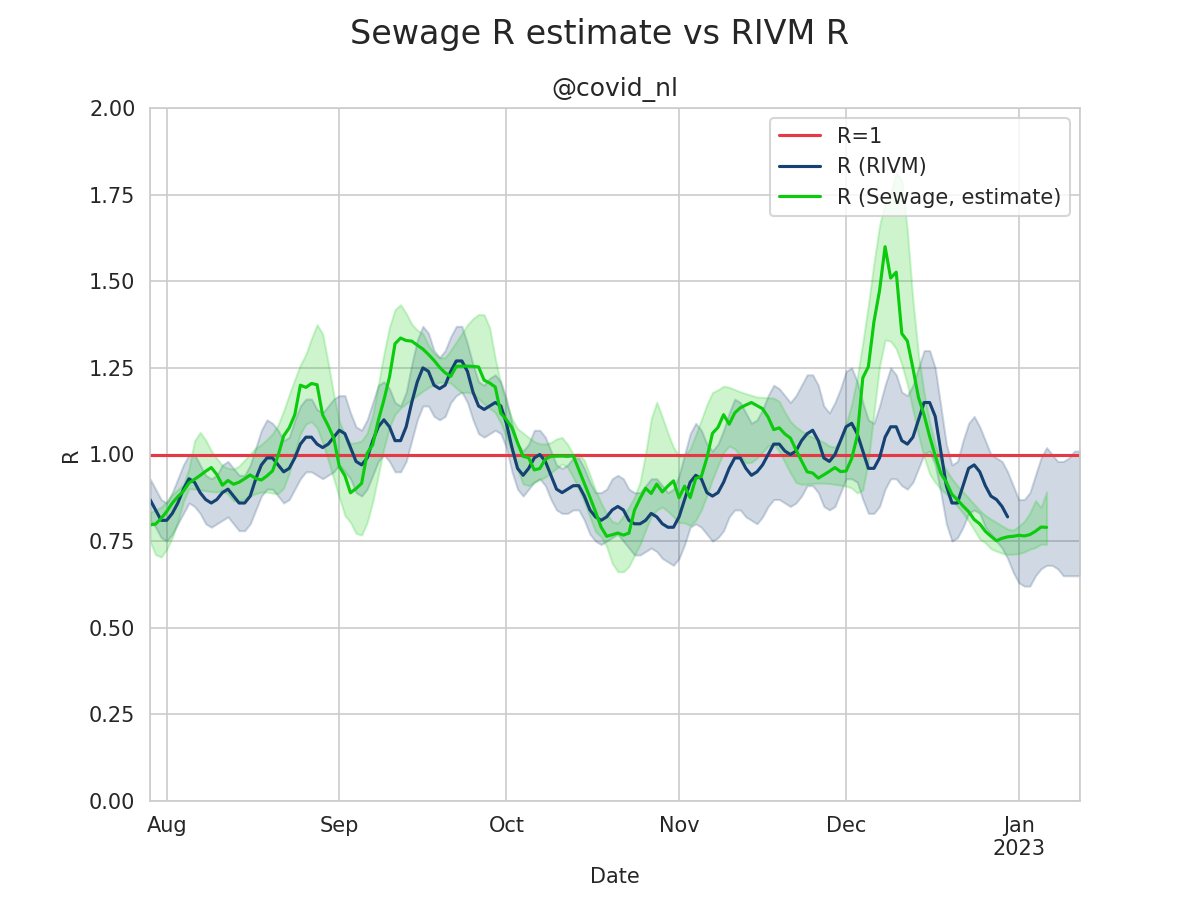 Sewage R estimate vs RIVM R
@covid_nl
2.00
1.75
1.50
1.25
1.00
0.75
0.50
0.25
0.00
R
R=1
R (RIVM)
R (Sewage, estimate)
Aug Sep Oct Nov Dec Jan
2023
Date